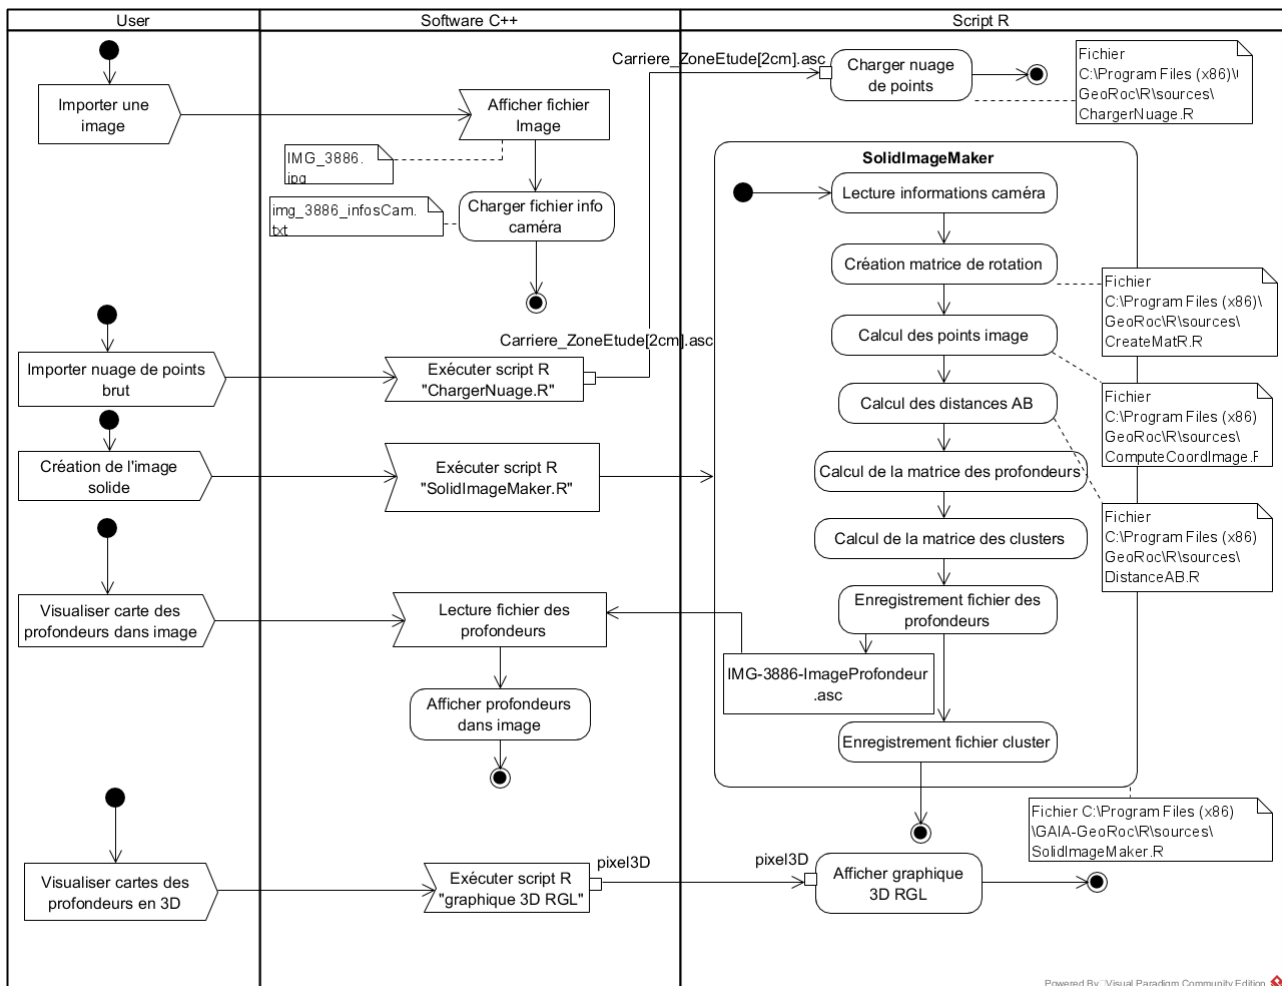 User
Software C++
Script R
Importer une
image
Afficher fichier
Image
IMG_3886.
jpg
img_3886_infosCam.
txt
Charger fichier info
caméra
Carriere_ZoneEtude[2cm].asc
Charger nuage
de points
Fichier
C:\Program Files (x86)\
GeoRoc\R\sources\
ChargerNuage.R
SolidImageMaker
Lecture informations caméra
Création matrice de rotation
Fichier
C:\Program Files (x86)\
GeoRoc\R\sources\
CreateMatR.R
Importer nuage de points
brut
Exécuter script R
"ChargerNuage.R"
Carriere_ZoneEtude[2cm].asc
Calcul des points image
Fichier
C:\Program Files (x86)
GeoRoc\R\sources\
ComputeCoordImage.
Calcul des distances AB
Fichier
C:\Program Files (x86)
GeoRoc\R\sources\
DistanceAB.R
Création de l'image
solide
Exécuter script R
"SolidImageMaker.R"
Calcul de la matrice des profondeurs
Calcul de la matrice des clusters
Visualiser carte des
profondeurs dans image
Lecture fichier des
profondeurs
Enregistrement fichier des
profondeurs
IMG-3886-ImageProfondeur
.asc
Afficher profondeurs
dans image
Enregistrement fichier cluster
Fichier C:\Program Files (x86)
\GAIA-GeoRoc\R\sources\
SolidImageMaker.R
Visualiser cartes des
profondeurs en 3D
Exécuter script R
"graphique 3D RGL"
pixel3D
pixel3D
Afficher graphique
3D RGL
Powered By Visual Paradigm Community Edition